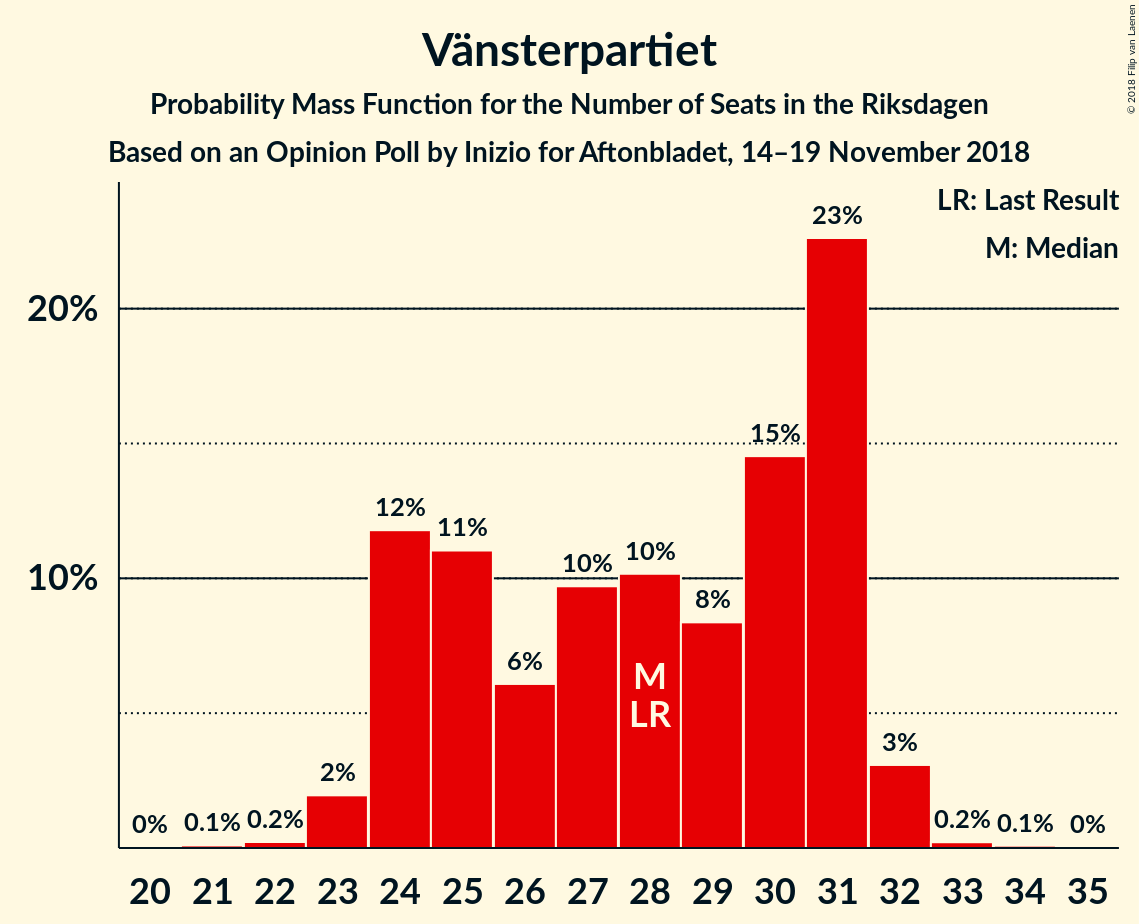 Vänsterpartiet
Probability Mass Function for the Number of Seats in the Riksdagen
Based on an Opinion Poll by Inizio for Aftonbladet, 14–19 November 2018
© 2018 Filip van Laenen
LR: Last Result
M: Median
20%
10%
0%
0.1%
0.2%
2%
12%
11%
6%
10%
10%
8%
15%
23%
3%
0.2%
0.1%
0%
M
LR
20 21 22 23 24 25 26 27 28 29 30 31 32 33 34 35